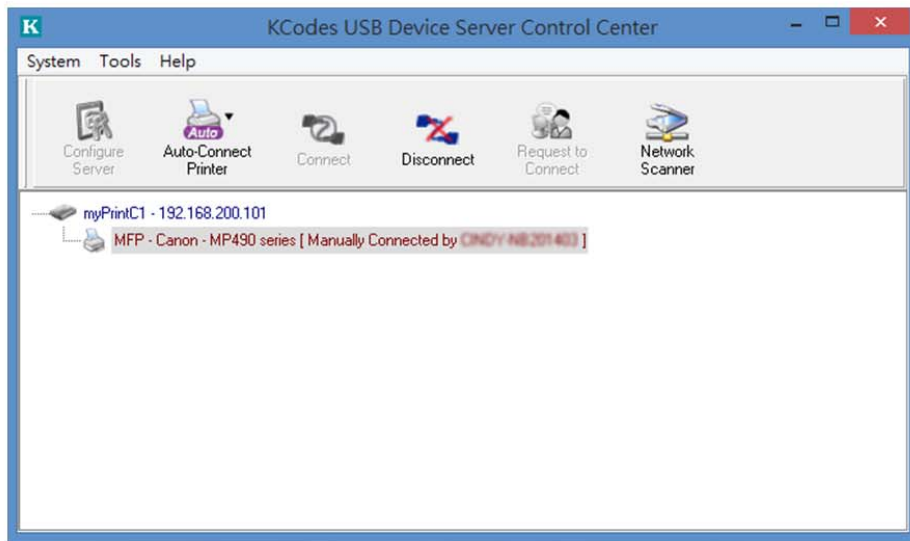 K KCodes USB Device Server Control Center
System Tools Help
Auto
Configure Server
Auto-Connect Printer
Connect
Disconnect
Request to Connect
Network Scanner
myPrintC1 - 192.168.200.101
MFP - Canon - MP490 series [ Manually Connected by ]